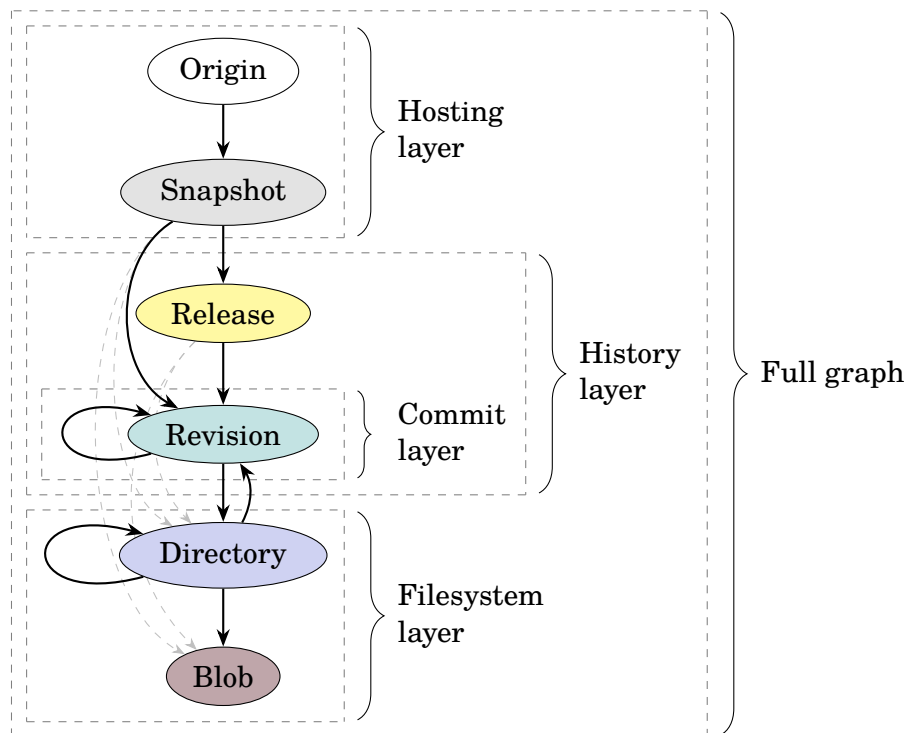 Origin
Hosting
layer
Snapshot
Release
History
layer
Full graph
Commit
layer
Revision
Directory
Filesystem
layer
Blob